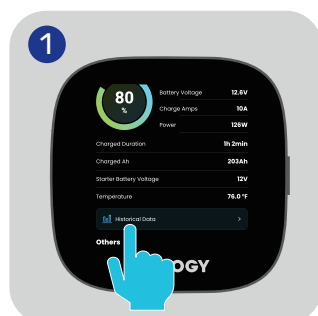 1
80
%
Battery Voltage 12.6V
Charge Amps 10A
Power 126W
Charged Duration 1h 2min
Charged Ah 203Ah
Starter Battery Voltage 12V
Temperature 76.0 °F
Historical Data >
Others
OGY